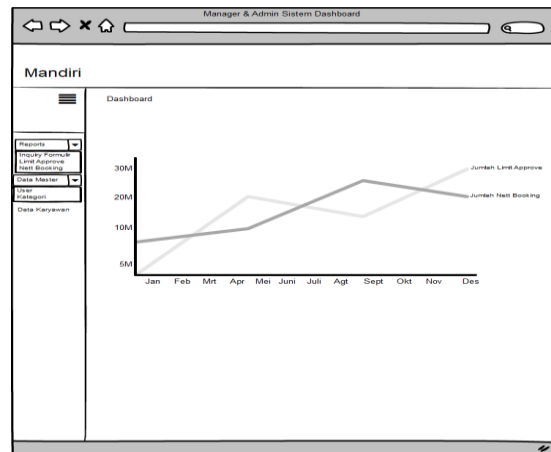 Manager & Admin Sistem Dashboard
Mandiri
Dashboard
Reports
Inquiry Formulir
Limit Approve
Nett Booking
Data Master
User
Kategori
Data Karyawan
30M
20M
10M
5M
Jan Feb Mrt Apr Mei Juni Juli Agt Sept Okt Nov Des
Jumlah Limit Approve
Jumlah Nett Booking